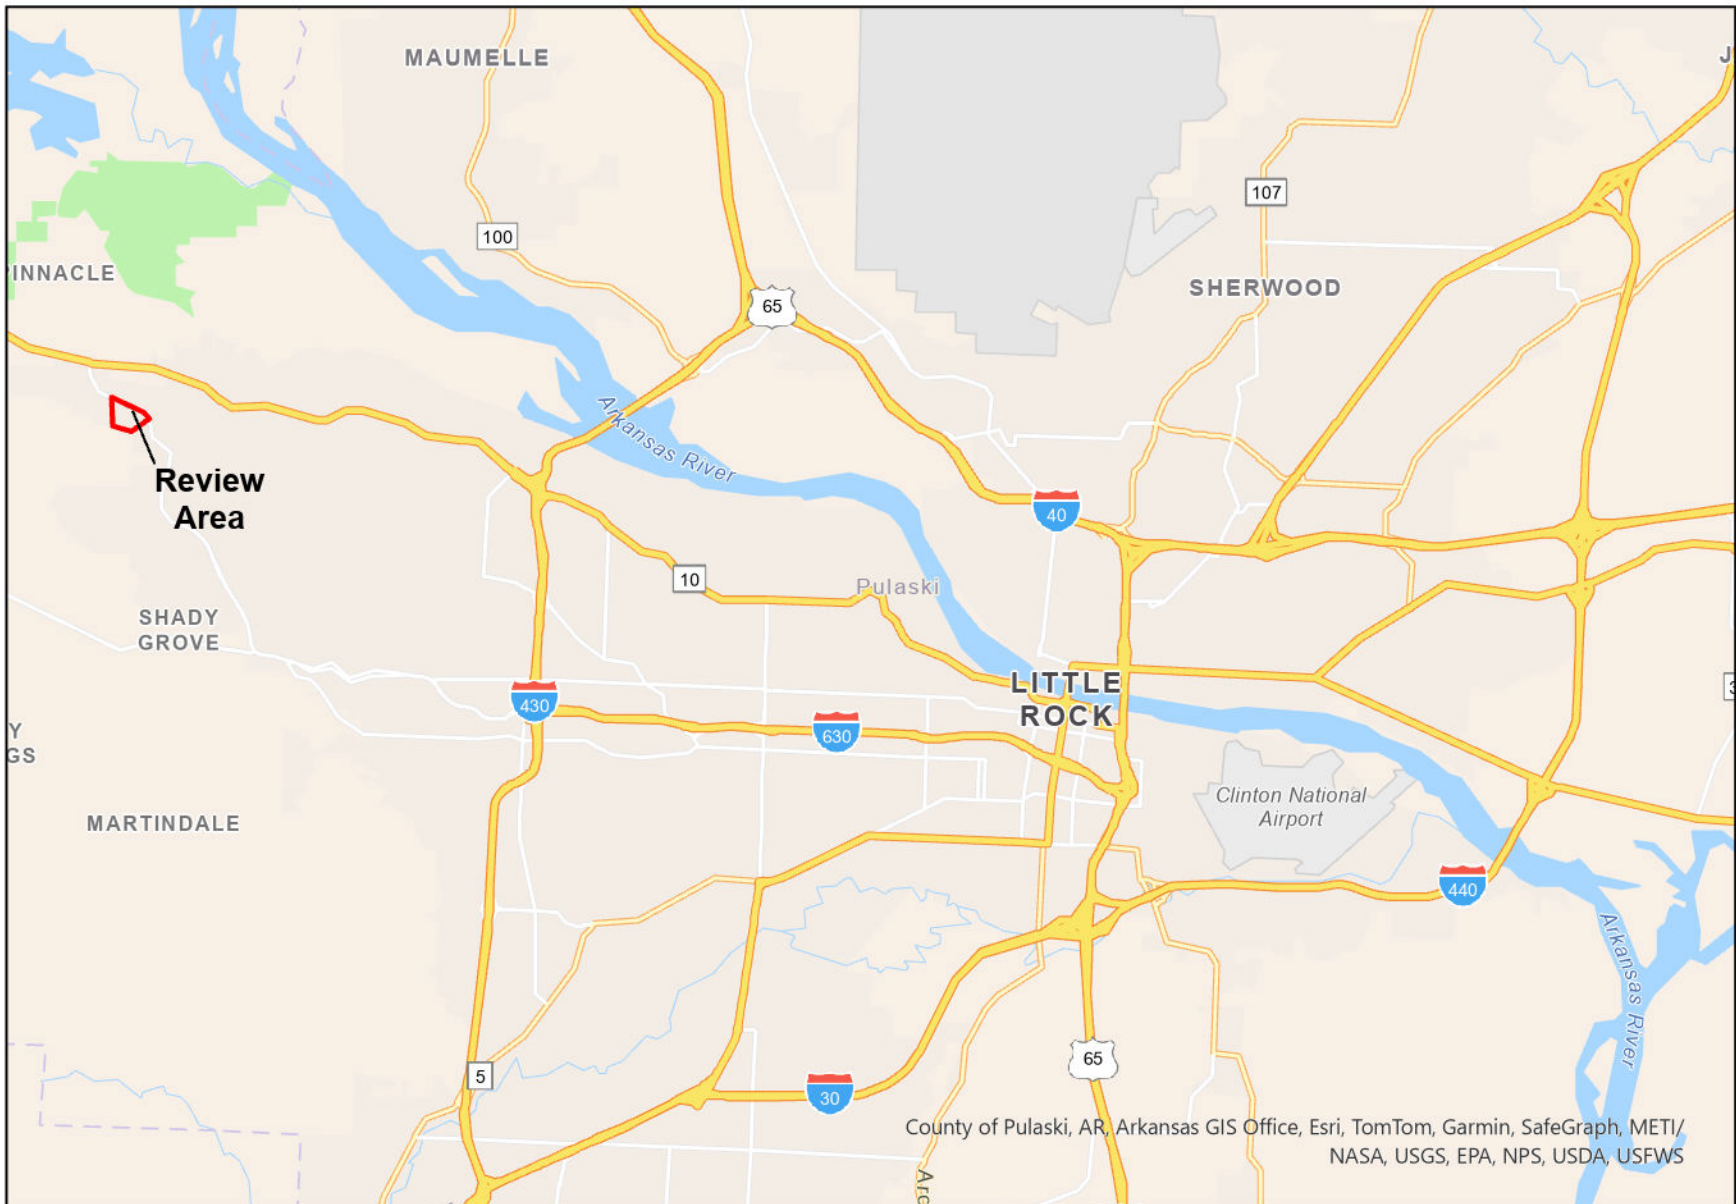 MAUMELLE
J
107
100
INNACLE
SHERWOOD
65
Arkansas River
Review
Area
40
10
Pulaski
SHADY
GROVE
LITTLE
ROCK
430
630
3
Y
GS
Clinton National
Airport
MARTINDALE
440
Arkansas River
5
65
30
County of Pulaski, AR, Arkansas GIS Office, Esri, TomTom, Garmin, SafeGraph, METI/
NASA, USGS, EPA, NPS, USDA, USFWS
Arc